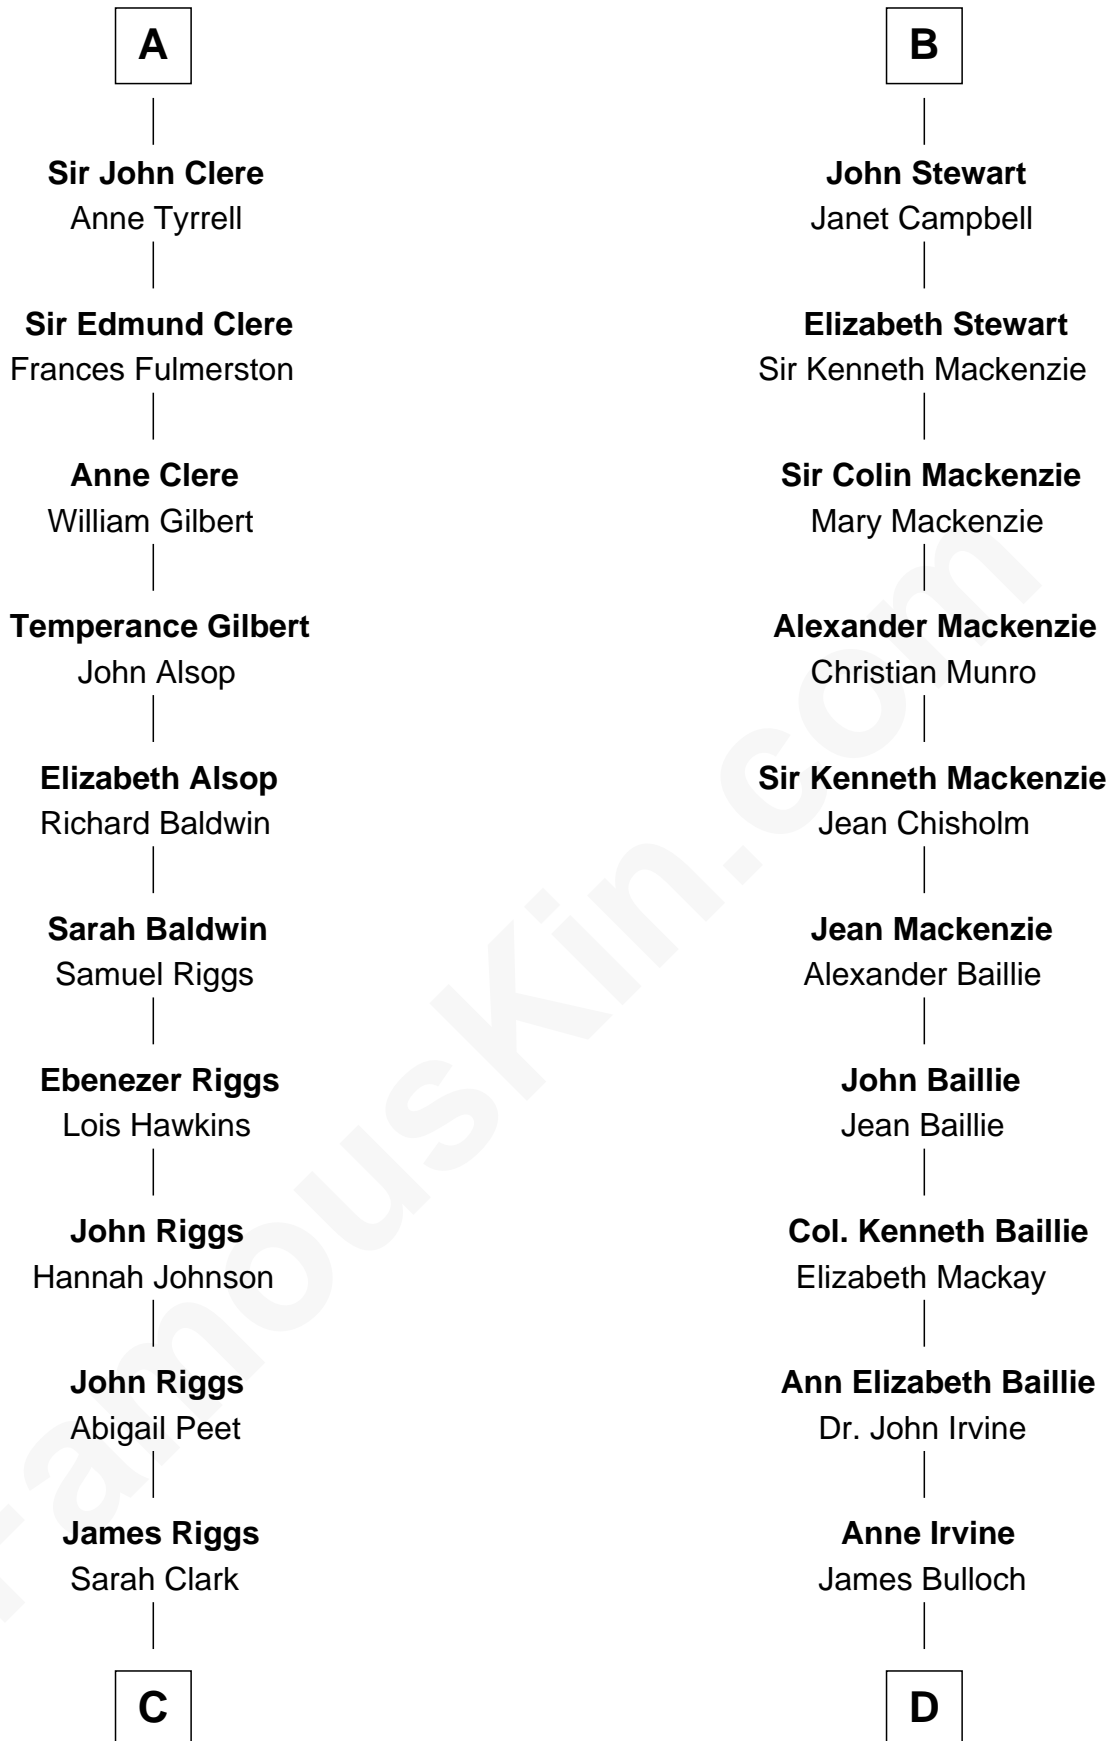 A
Sir John Clere
Anne Tyrrell
Sir Edmund Clere
Frances Fulmerston
Anne Clere
William Gilbert
Temperance Gilbert
John Alsop
Elizabeth Alsop
Richard Baldwin
Sarah Baldwin
Samuel Riggs
Ebenezer Riggs
Lois Hawkins
John Riggs
Hannah Johnson
John Riggs
Abigail Peet
James Riggs
Sarah Clark
C
B
John Stewart
Janet Campbell
Elizabeth Stewart
Sir Kenneth Mackenzie
Sir Colin Mackenzie
Mary Mackenzie
Alexander Mackenzie
Christian Munro
Sir Kenneth Mackenzie
Jean Chisholm
Jean Mackenzie
Alexander Baillie
John Baillie
Jean Baillie
Col. Kenneth Baillie
Elizabeth Mackay
Ann Elizabeth Baillie
Dr. John Irvine
Anne Irvine
James Bulloch
D
FamousKin.com